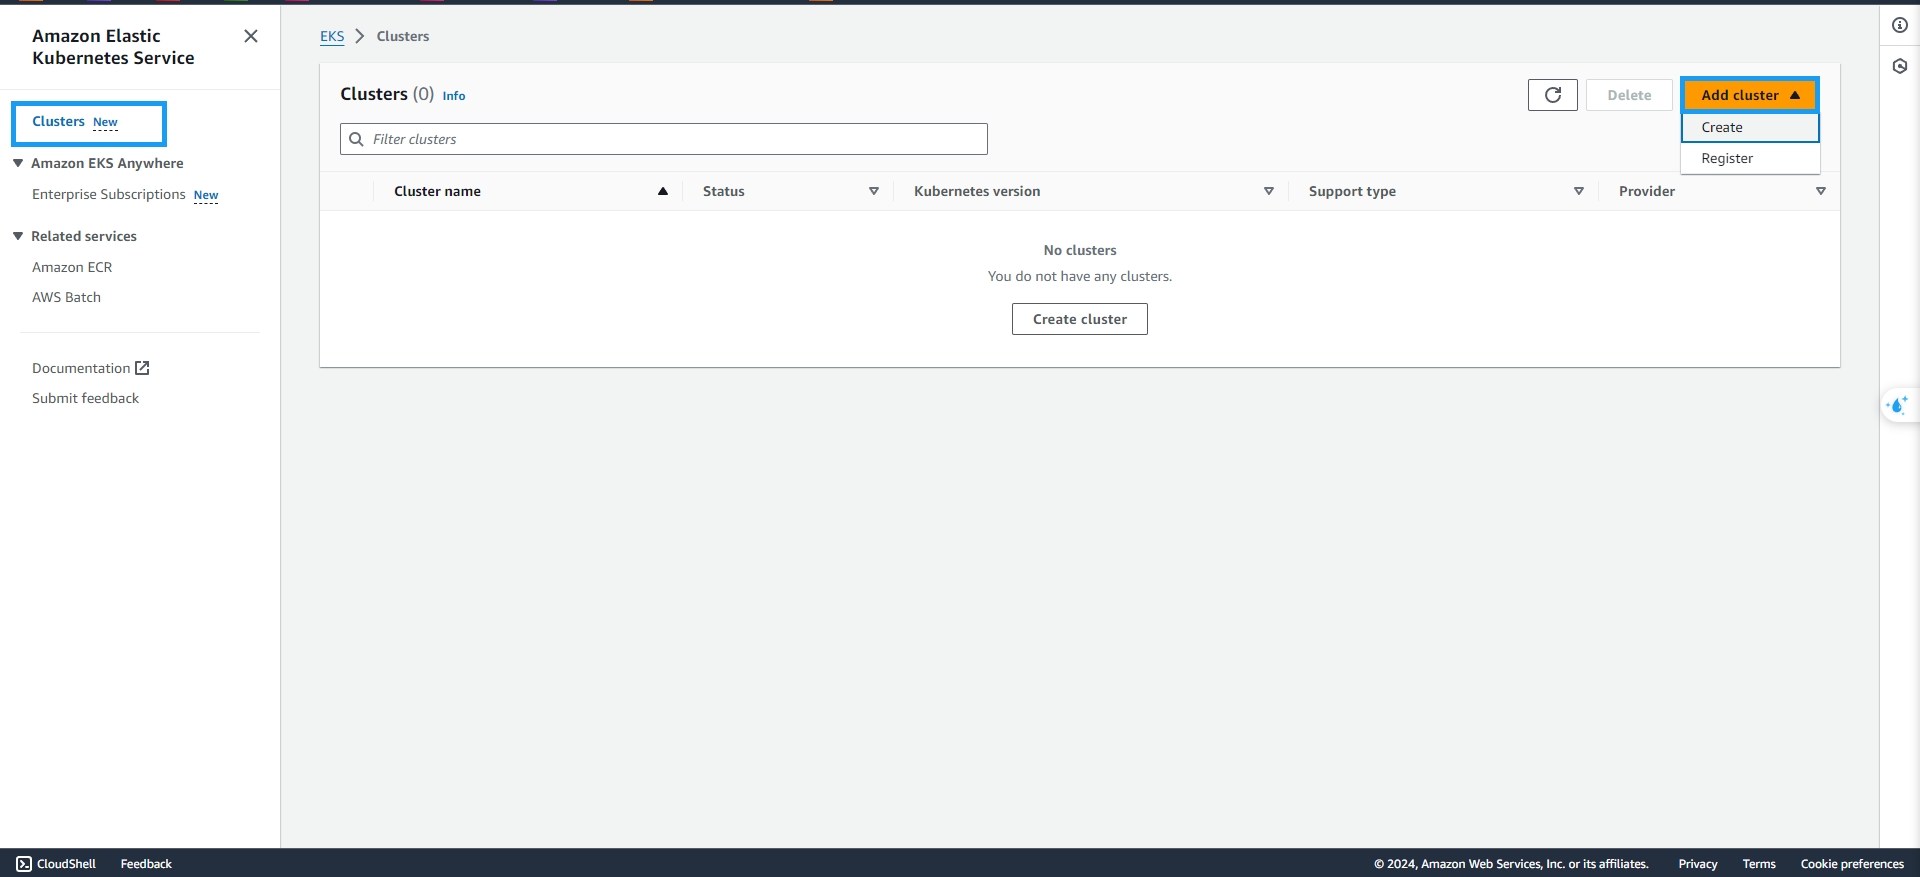 Amazon Elastic
Kubernetes Service
Clusters New
Amazon EKS Anywhere
Enterprise Subscriptions New
Related services
Amazon ECR
AWS Batch
Documentation
Submit feedback
EKS Clusters
Clusters (0) Info
Delete
Add cluster
Create
Register
Filter clusters
Cluster name Status Kubernetes version Support type Provider
No clusters
You do not have any clusters.
Create cluster
CloudShell Feedback © 2024, Amazon Web Services, Inc. or its affiliates. Privacy Terms Cookie preferences